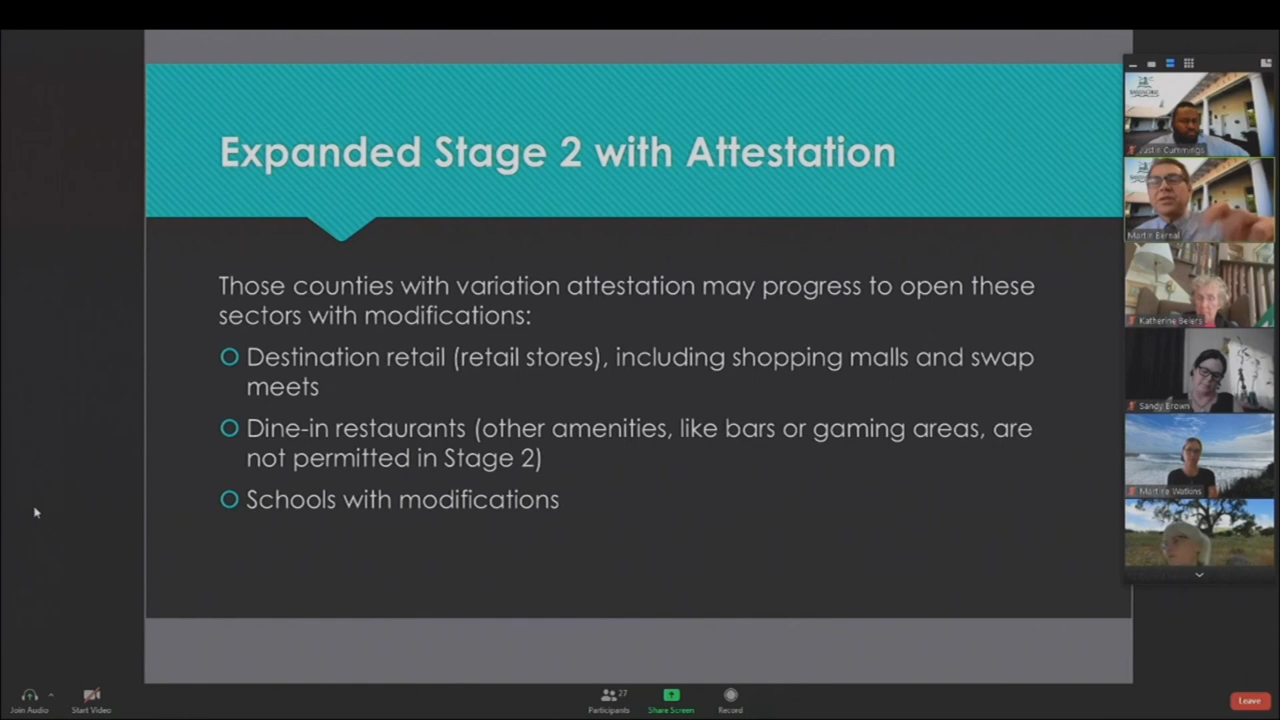 Expanded Stage 2 with Attestation
Those counties with variation attestation may progress to open these
sectors with modifications:
Destination retail (retail stores), including shopping malls and swap
meets
Dine-in restaurants (other amenities, like bars or gaming areas, are
not permitted in Stage 2)
Schools with modifications
Justin Cummings
Martin Bernal
Katherine Beiers
Sandy Brown
Martine Watkins
Join Audio
Start Video
27
Participants
Share Screen
Record
Leave